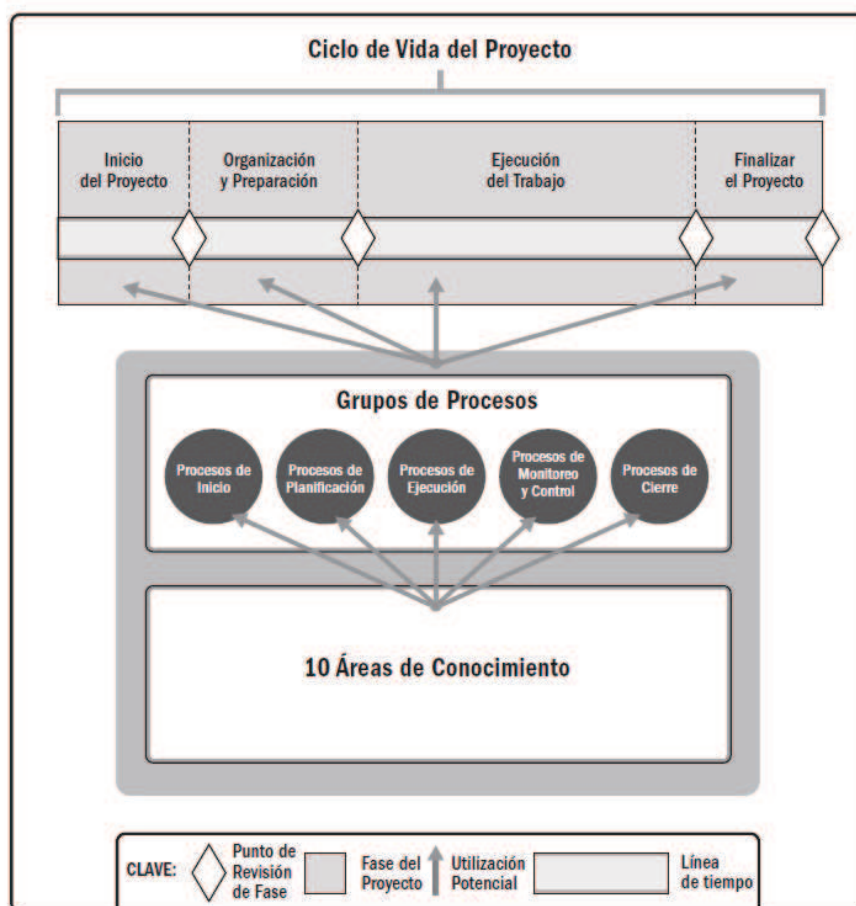 Ciclo de Vida del Proyecto
Inicio
del Proyecto
Organización
y Preparación
Ejecución
del Trabajo
Finalizar
el Proyecto
Grupos de Procesos
Procesos de
Inicio
Procesos de
Planificación
Procesos de
Ejecución
Procesos de
Monitoreo
y Control
Procesos de
Cierre
10 Áreas de Conocimiento
CLAVE:
Punto de
Revisión
de Fase
Fase del
Proyecto
Utilización
Potencial
Línea
de tiempo